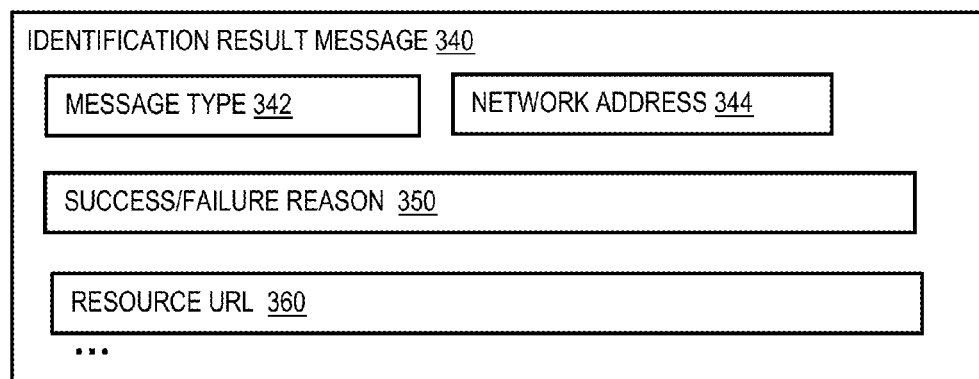 IDENTIFICATION RESULT MESSAGE 340
MESSAGE TYPE 342
NETWORK ADDRESS 344
SUCCESS/FAILURE REASON 350
RESOURCE URL 360
...